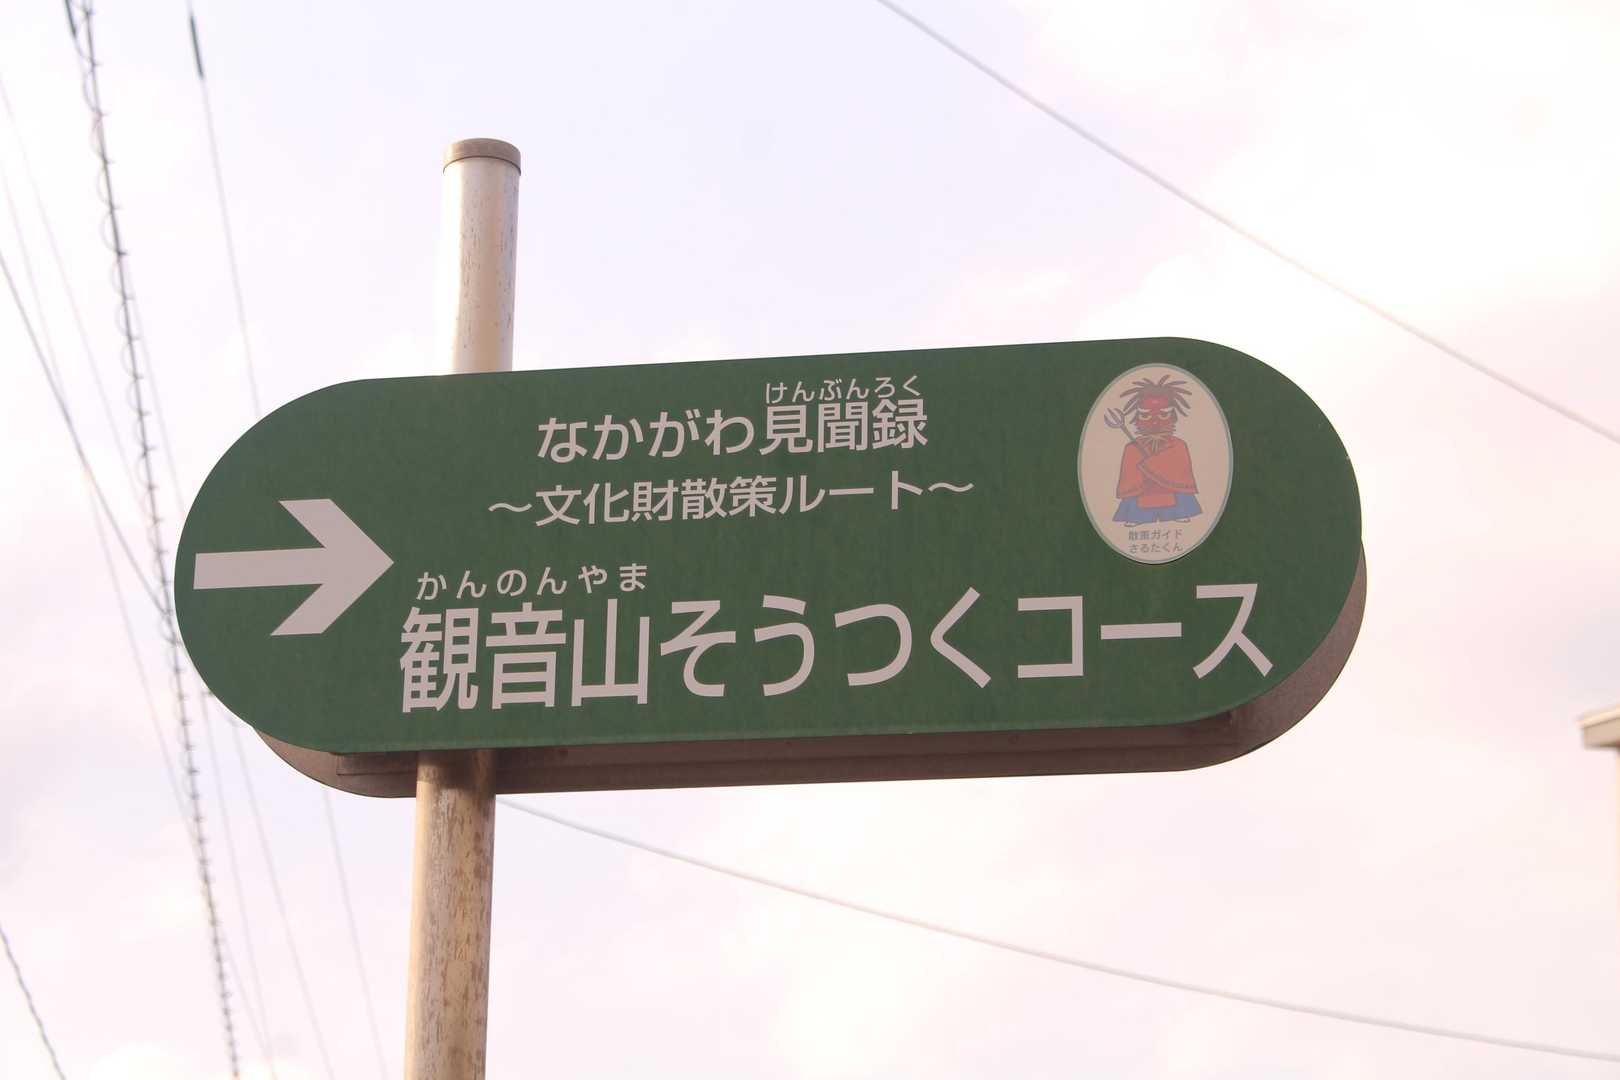 けんぶんろく
なかがわ見聞録
～文化財散策ルート～
かんのんやま
観音山そうつくコース
散策ガイド
さるたくん